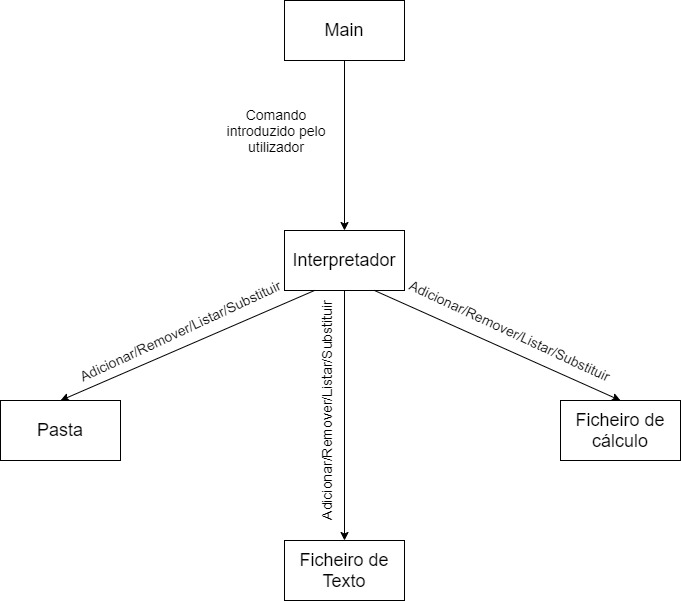 Main
Comando
introduzido pelo
utilizador
Interpretador
Adicionar/Remover/Listar/Substituir
Adicionar/Remover/Listar/Substituir
Adicionar/Remover/Listar/Substituir
Pasta
Ficheiro de
cálculo
Ficheiro de
Texto